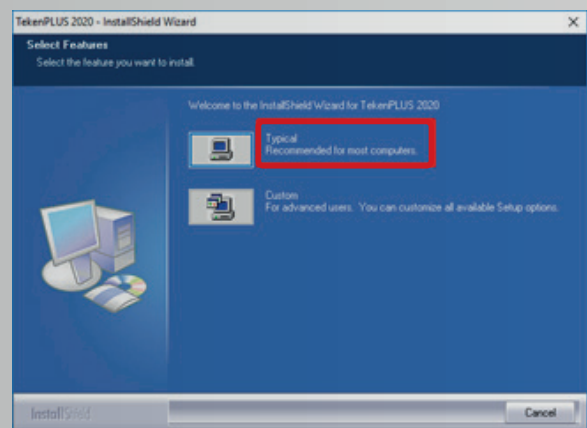 TekenPLUS 2020 - InstallShield Wizard
Select Features
Select the feature you want to install.
Welcome to the InstallShield Wizard for TekenPLUS 2020
Typical
Recommended for most computers.
Custom
For advanced users. You can customize all available Setup options.
InstallShield
Cancel